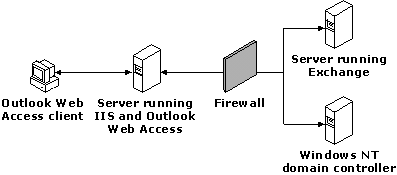 Outlook Web
Access client
Server running
IIS and Outlook
Web Access
Firewall
Server running
Exchange
Windows NT
domain controller